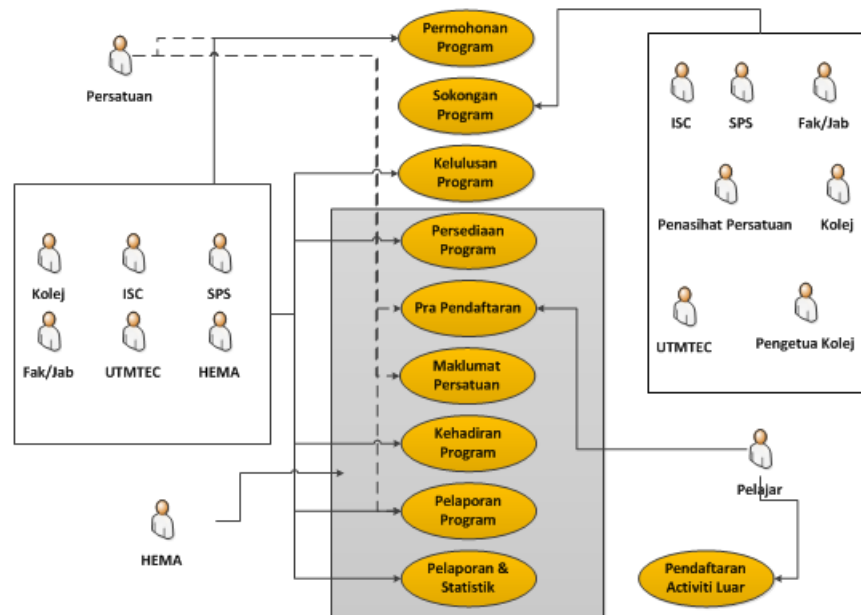 Persatuan
Kolej
ISC
SPS
Fak/Jab
UTMTEC
HEMA
HEMA
Permohonan
Program
Sokongan
Program
Kelulusan
Program
Persediaan
Program
Pra Pendaftaran
Maklumat
Persatuan
Kehadiran
Program
Pelaporan
Program
Pelaporan &
Statistik
ISC
SPS
Fak/Jab
Penasihat Persatuan
Kolej
UTMTEC
Pengetua Kolej
Pelajar
Pendaftaran
Activiti Luar